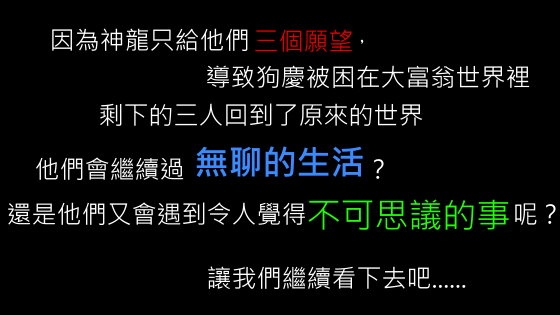 因為神龍只給他們三個願望，
導致狗慶被困在大富翁世界裡
剩下的三人回到了原來的世界
他們會繼續過 無聊的生活？
還是他們又會遇到令人覺得不可思議的事呢？
讓我們繼續看下去吧......